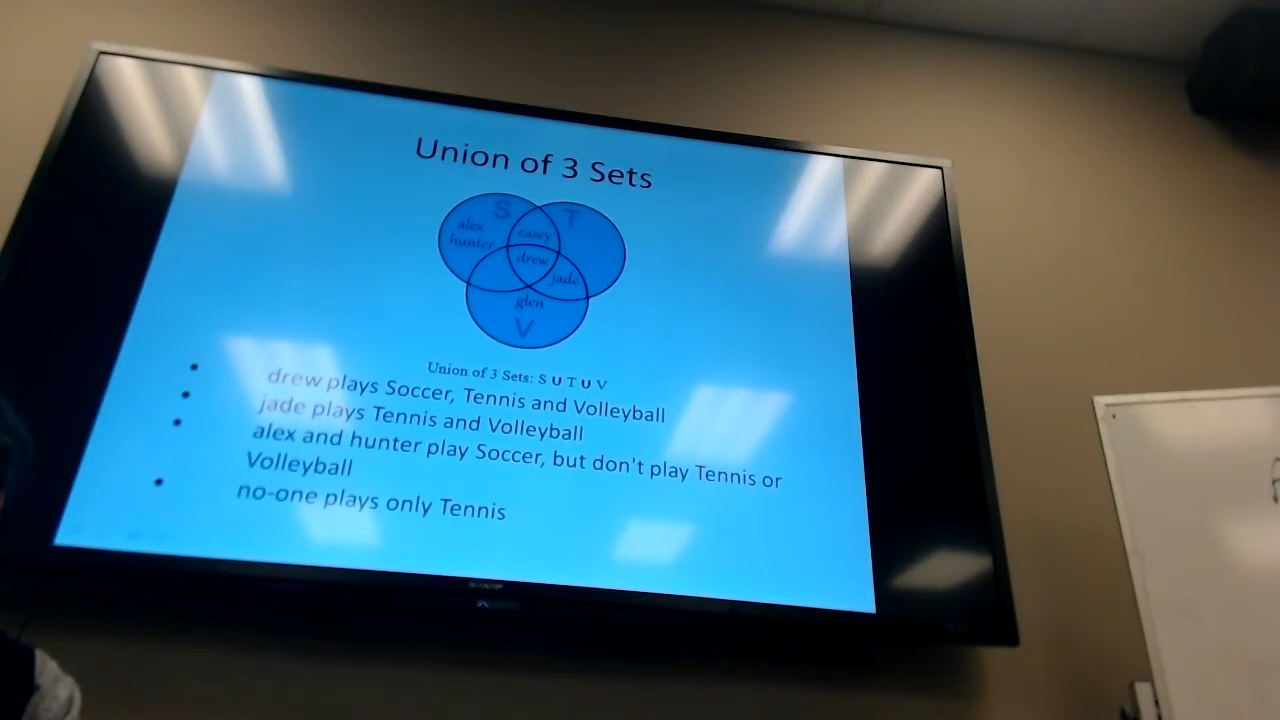 Union of 3 Sets
S T
alex casey
hunter
drew
jade
glen
V
Union of 3 Sets: S ∪ T ∪ V
• drew plays Soccer, Tennis and Volleyball
• jade plays Tennis and Volleyball
• alex and hunter play Soccer, but don't play Tennis or
Volleyball
• no-one plays only Tennis
SHARP